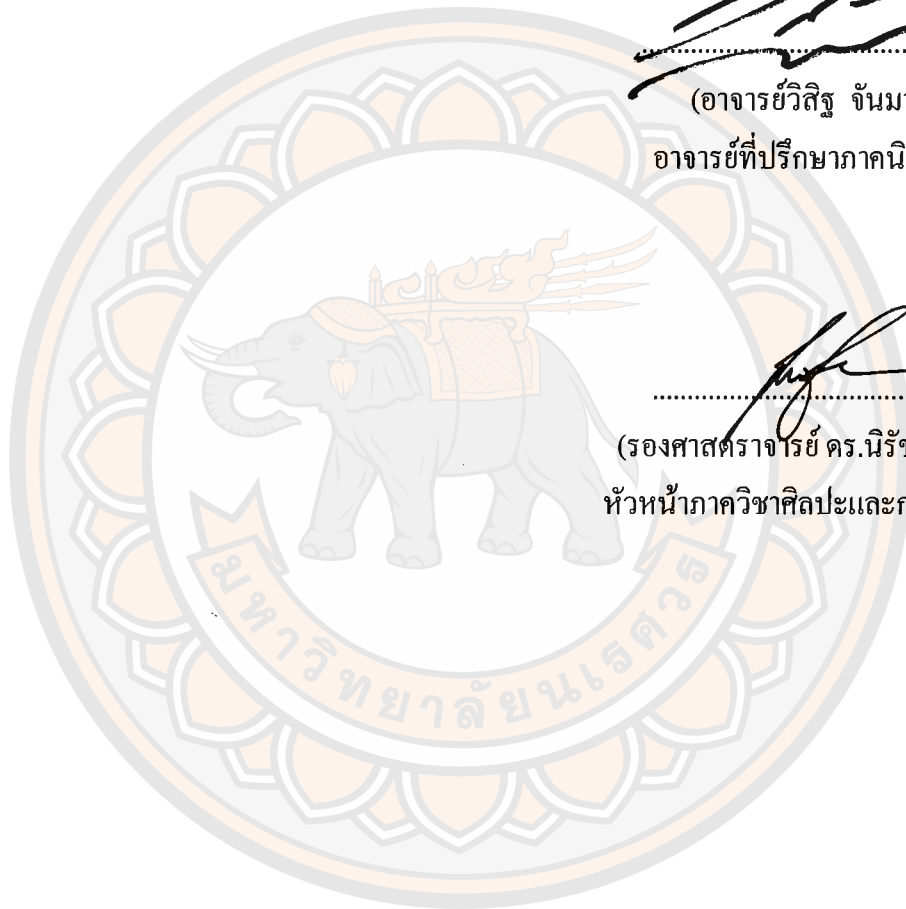 (อาจารย์วิสิฐ จันมา
อาจารย์ที่ปรึกษาภาคนิ
(รองศาสตราจารย์ ดร.นิรัช
หัวหน้าภาควิชาศิลปะและก
มหาวิทยาลัยนเรศวร